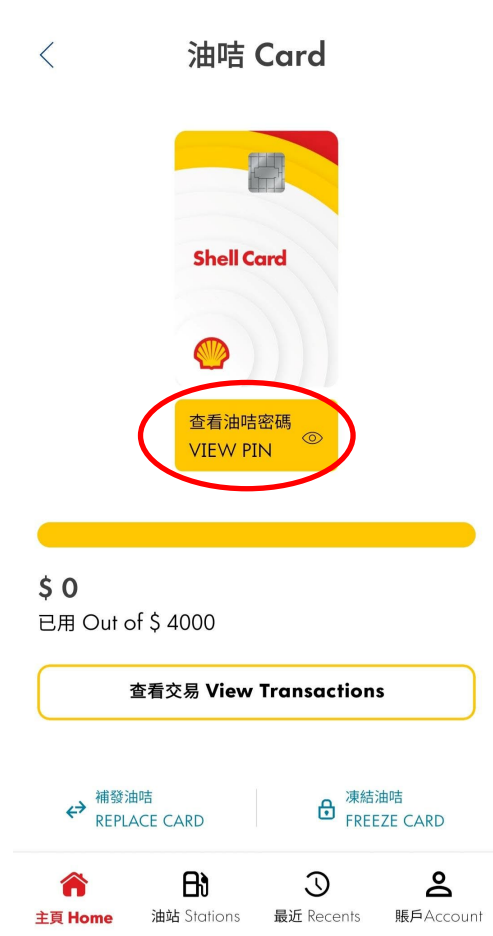 油咭 Card
Shell Card
查看油咭密碼
VIEW PIN
$ 0
已用 Out of $ 4000
查看交易 View Transactions
補發油咭
REPLACE CARD
凍結油咭
FREEZE CARD
主頁 Home
油站 Stations
最近 Recents
賬戶Account